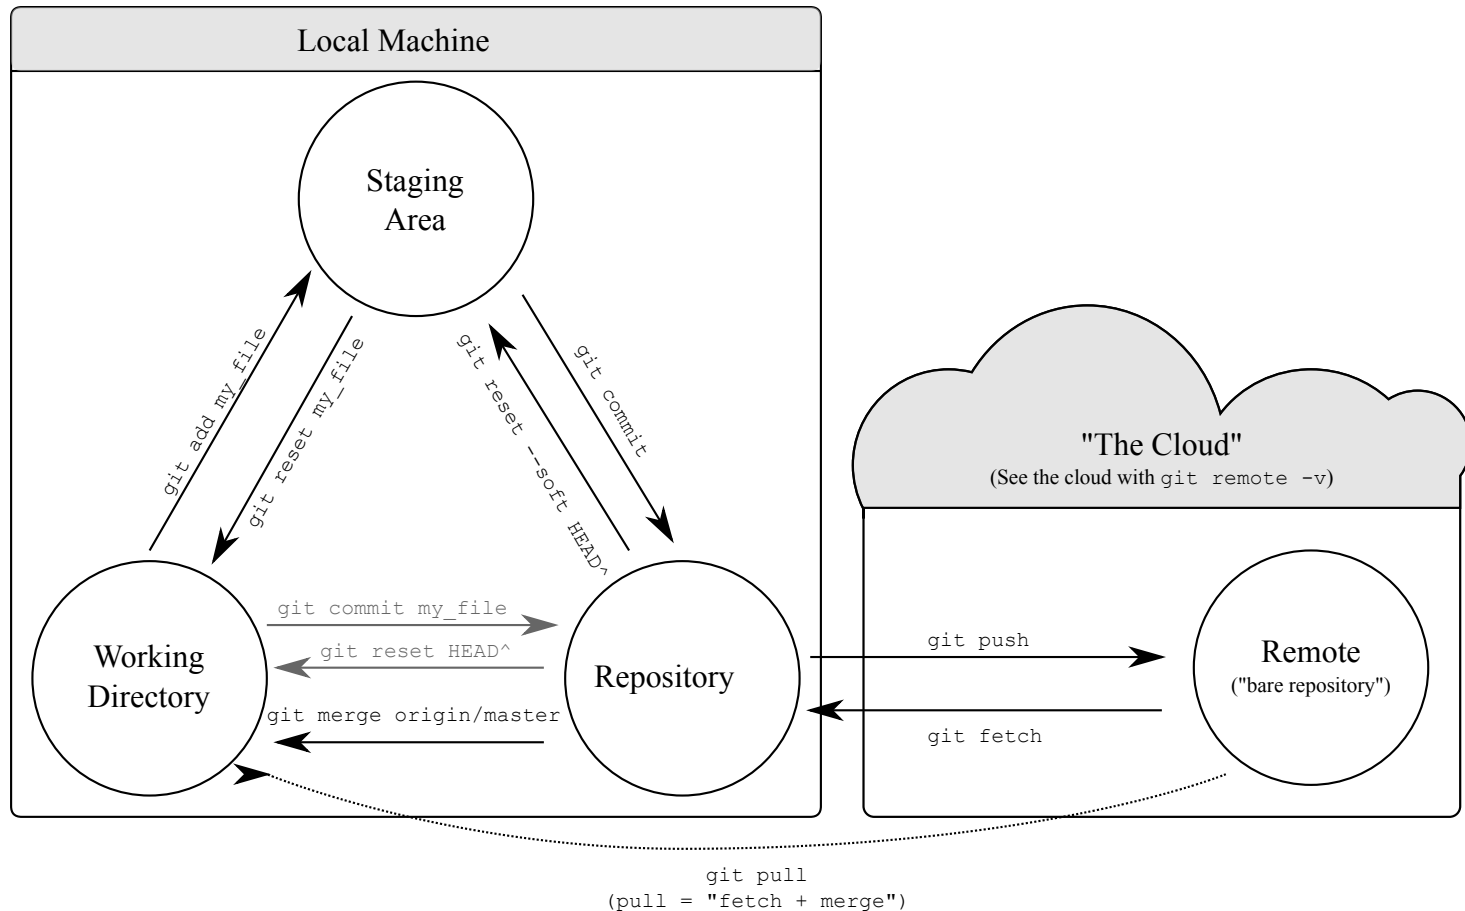 Local Machine
Staging
Area
git add my_file
git reset my_file
git reset --soft HEAD^
git commit
"The Cloud"
(See the cloud with git remote -v)
git commit my_file
git reset HEAD^
git merge origin/master
Working
Directory
Repository
git push
git fetch
Remote
("bare repository")
git pull
(pull = "fetch + merge")